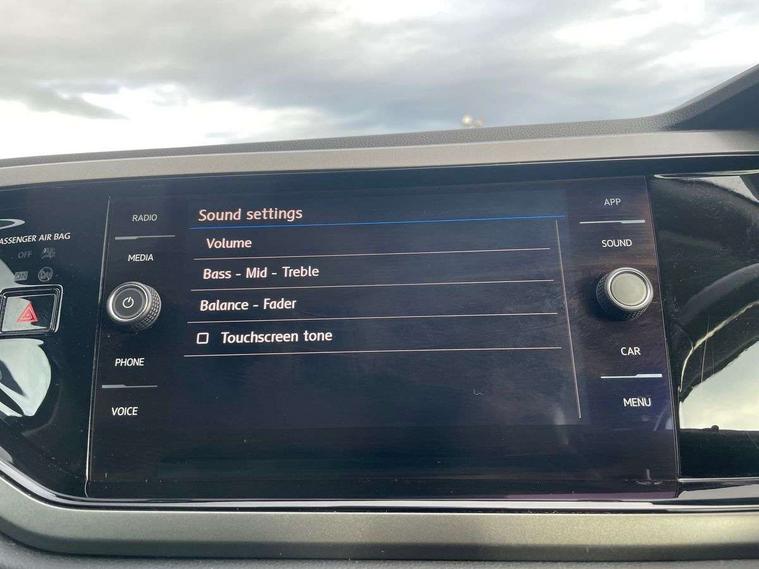 RADIO
MEDIA
PHONE
VOICE
Sound settings
Volume
Bass - Mid - Treble
Balance - Fader
Touchscreen tone
APP
SOUND
CAR
MENU
ASSENGER AIR BAG
OFF